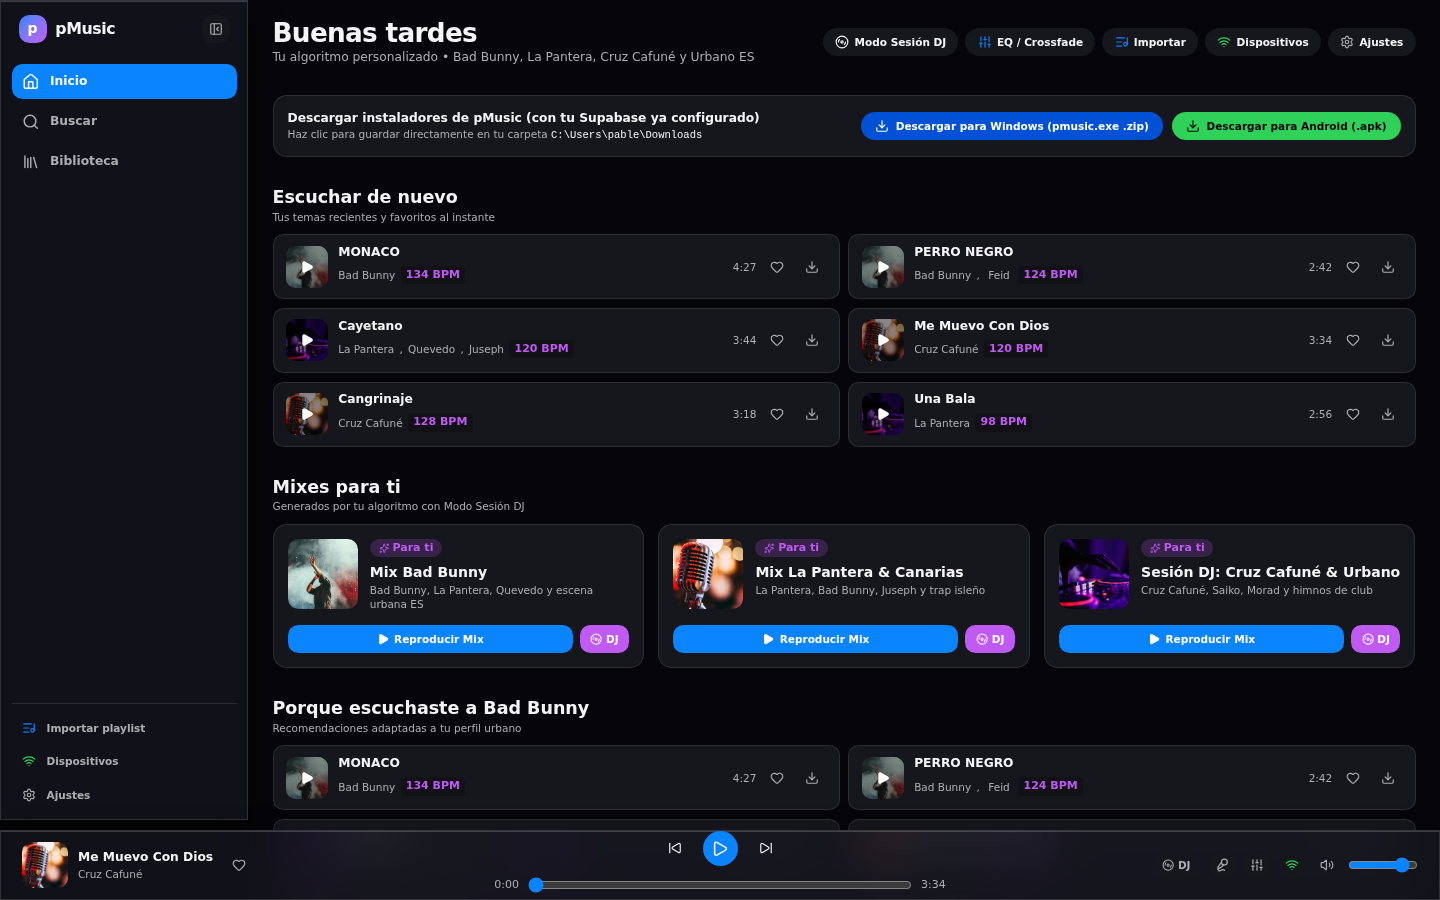 p pMusic
Inicio
Buscar
Biblioteca
Importar playlist
Dispositivos
Ajustes
Buenas tardes
Tu algoritmo personalizado • Bad Bunny, La Pantera, Cruz Cafuné y Urbano ES
Modo Sesión DJ
EQ / Crossfade
Importar
Dispositivos
Ajustes
Descargar instaladores de pMusic (con tu Supabase ya configurado)
Haz clic para guardar directamente en tu carpeta C:\Users\pable\Downloads
Descargar para Windows (pmusic.exe .zip)
Descargar para Android (.apk)
Escuchar de nuevo
Tus temas recientes y favoritos al instante
MONACO
Bad Bunny 134 BPM
4:27
PERRO NEGRO
Bad Bunny , Feid 124 BPM
2:42
Cayetano
La Pantera , Quevedo , Juseph 120 BPM
3:44
Me Muevo Con Dios
Cruz Cafuné 120 BPM
3:34
Cangrinaje
Cruz Cafuné 128 BPM
3:18
Una Bala
La Pantera 98 BPM
2:56
Mixes para ti
Generados por tu algoritmo con Modo Sesión DJ
Para ti
Mix Bad Bunny
Bad Bunny, La Pantera, Quevedo y escena
urbana ES
Reproducir Mix
DJ
Para ti
Mix La Pantera & Canarias
La Pantera, Bad Bunny, Juseph y trap isleño
Reproducir Mix
DJ
Para ti
Sesión DJ: Cruz Cafuné & Urbano
Cruz Cafuné, Saiko, Morad y himnos de club
Reproducir Mix
DJ
Porque escuchaste a Bad Bunny
Recomendaciones adaptadas a tu perfil urbano
MONACO
Bad Bunny 134 BPM
4:27
PERRO NEGRO
Bad Bunny , Feid 124 BPM
2:42
Me Muevo Con Dios
Cruz Cafuné
0:00
3:34
DJ